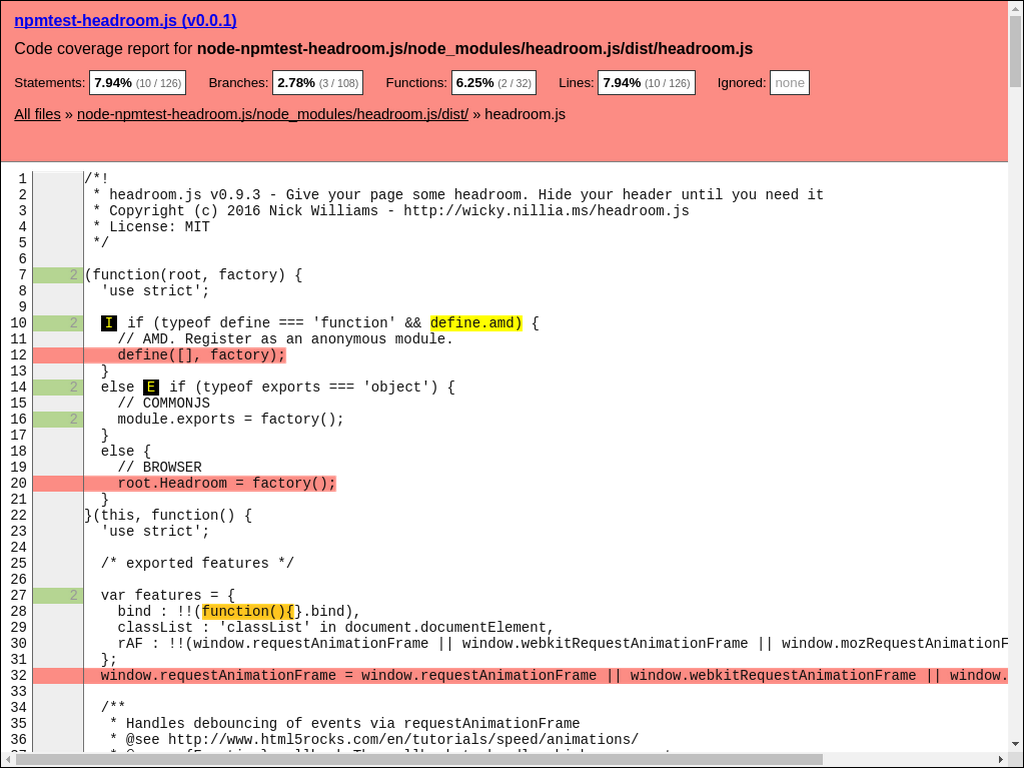 npmtest-headroom.js (v0.0.1)
Code coverage report for node-npmtest-headroom.js/node_modules/headroom.js/dist/headroom.js
Statements: 7.94% (10 / 126) Branches: 2.78% (3 / 108) Functions: 6.25% (2 / 32) Lines: 7.94% (10 / 126) Ignored: none
All files » node-npmtest-headroom.js/node_modules/headroom.js/dist/ » headroom.js
1 /*!
2  * headroom.js v0.9.3 - Give your page some headroom. Hide your header until you need it
3  * Copyright (c) 2016 Nick Williams - http://wicky.nillia.ms/headroom.js
4  * License: MIT
5  */
6
7 2 (function(root, factory) {
8   'use strict';
9
10 2   I if (typeof define === 'function' && define.amd) {
11     // AMD. Register as an anonymous module.
12     define([], factory);
13   }
14 2   else E if (typeof exports === 'object') {
15     // COMMONJS
16 2     module.exports = factory();
17   }
18   else {
19     // BROWSER
20     root.Headroom = factory();
21   }
22 }(this, function() {
23   'use strict';
24
25   /* exported features */
26
27 2   var features = {
28     bind : !!(function(){}.bind),
29     classList : 'classList' in document.documentElement,
30     rAF : !!(window.requestAnimationFrame || window.webkitRequestAnimationFrame || window.mozRequestAnimationF
31   };
32   window.requestAnimationFrame = window.requestAnimationFrame || window.webkitRequestAnimationFrame || window.
33
34   /**
35    * Handles debouncing of events via requestAnimationFrame
36    * @see http://www.html5rocks.com/en/tutorials/speed/animations/